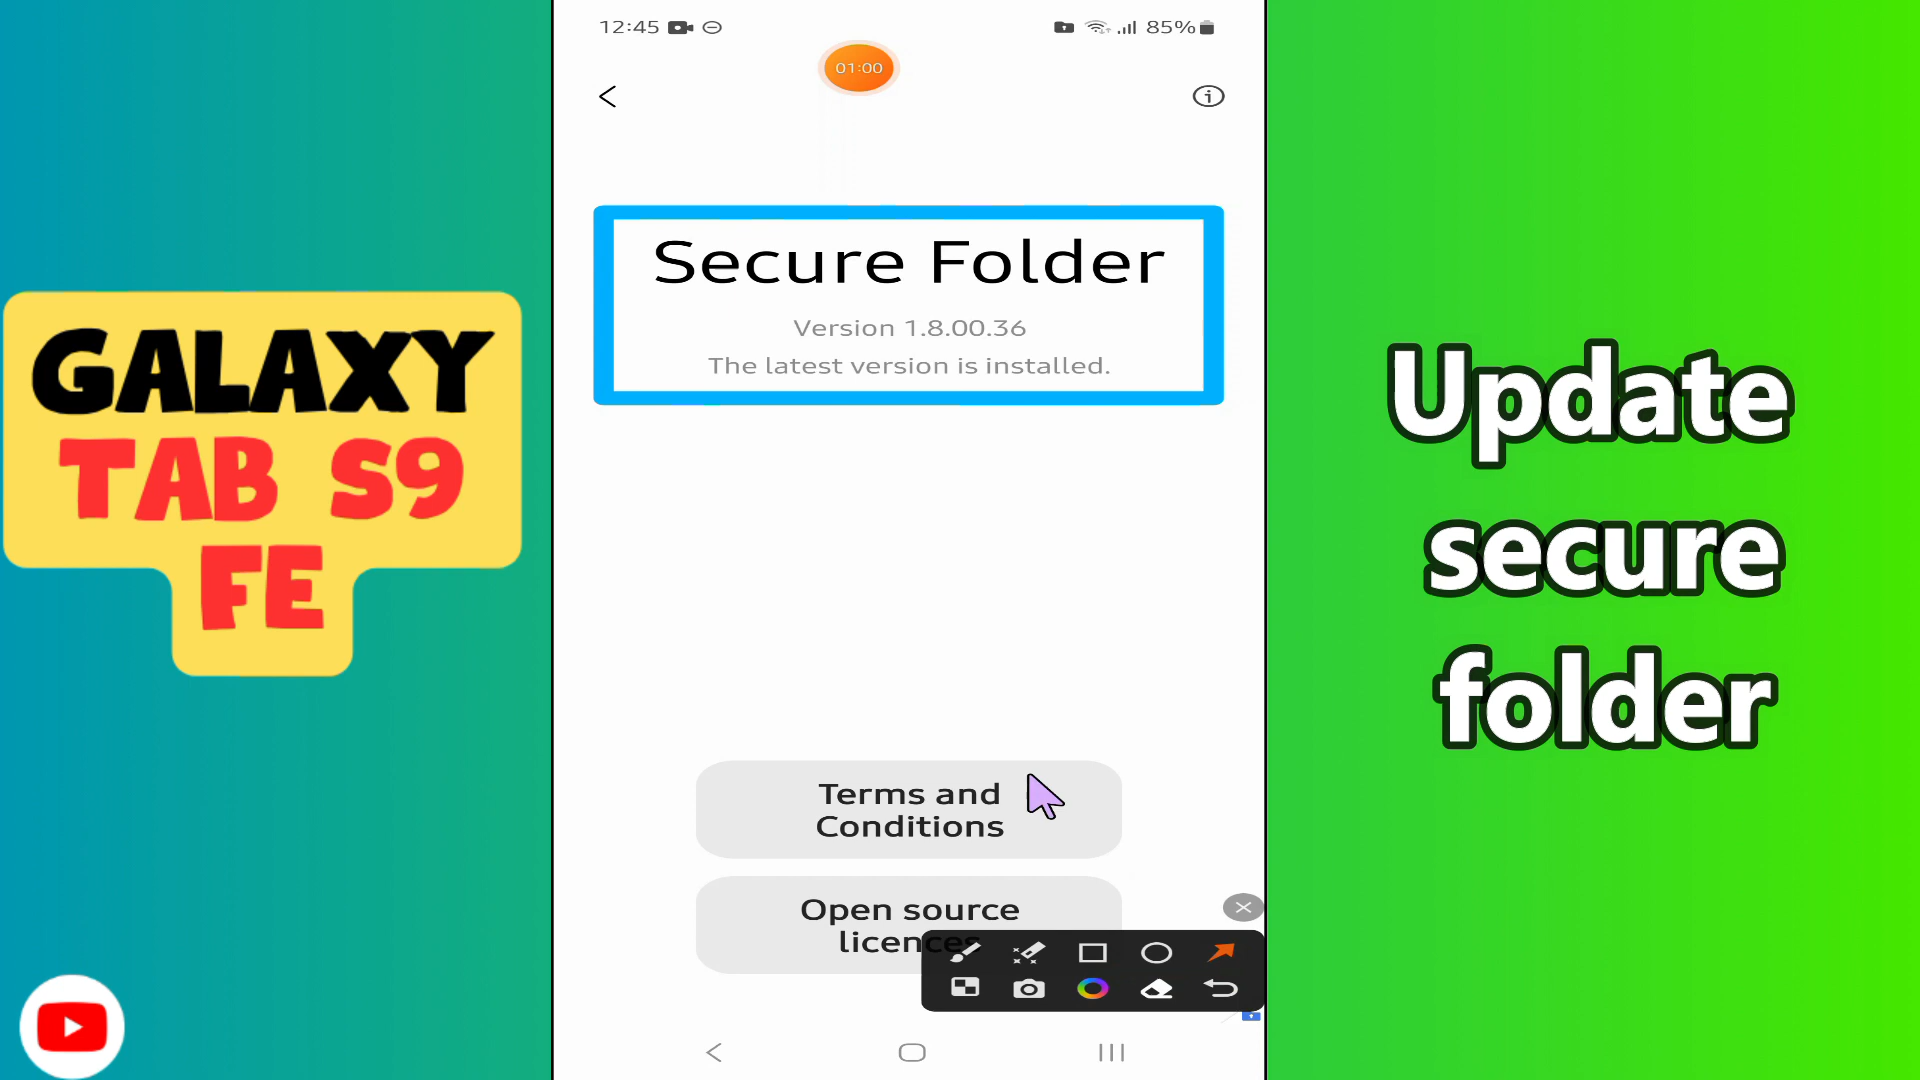 12:45
85%
01:00
GALAXY
TAB S9
FE
Secure Folder
Version 1.8.00.36
The latest version is installed.
Update
secure
folder
Terms and
Conditions
Open source
licences